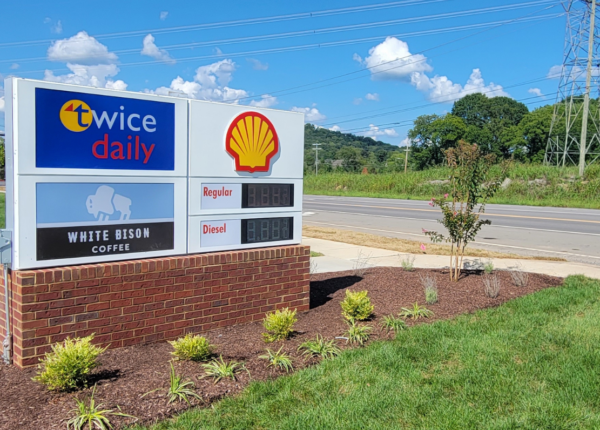 twice
daily
WHITE BISON
COFFEE
Regular
Diesel